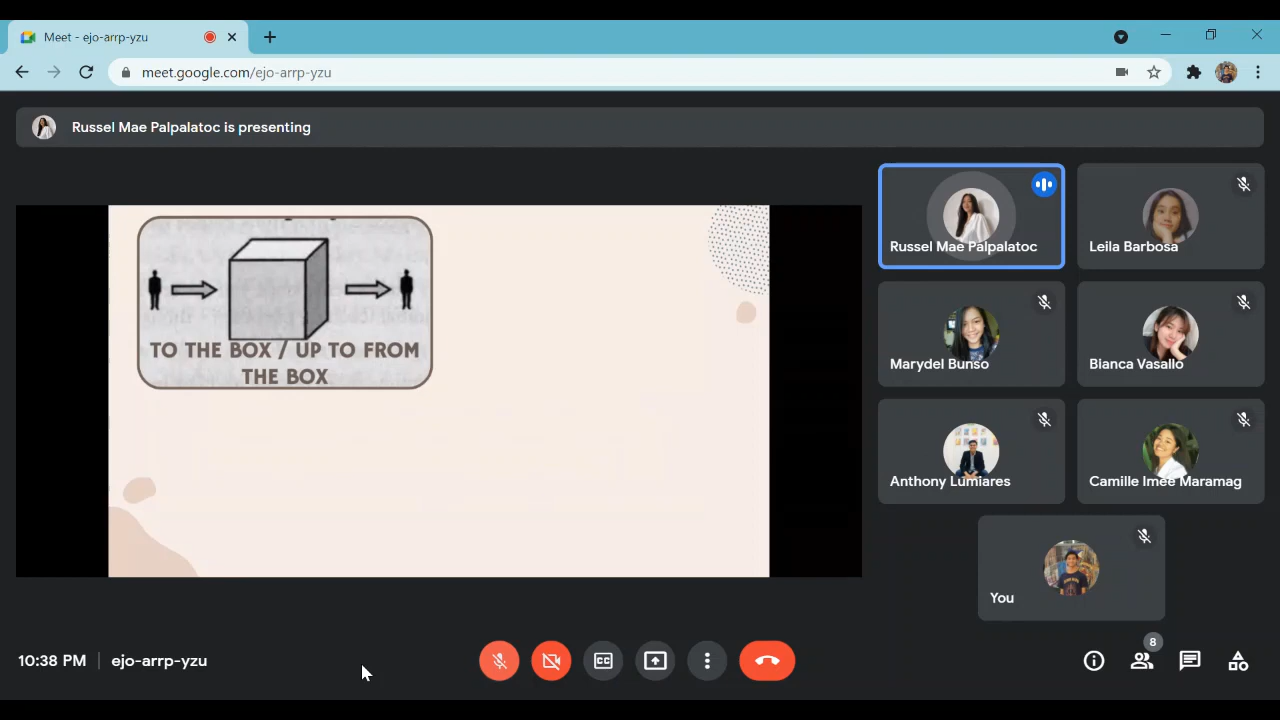 Meet - ejo-arrp-yzu
meet.google.com/ejo-arrp-yzu
Russel Mae Palpalatoc is presenting
TO THE BOX / UP TO FROM
THE BOX
Russel Mae Palpalatoc
Leila Barbosa
Marydel Bunso
Bianca Vasallo
Anthony Lumiares
Camille Imee Maramag
You
10:38 PM | ejo-arrp-yzu
CC
8